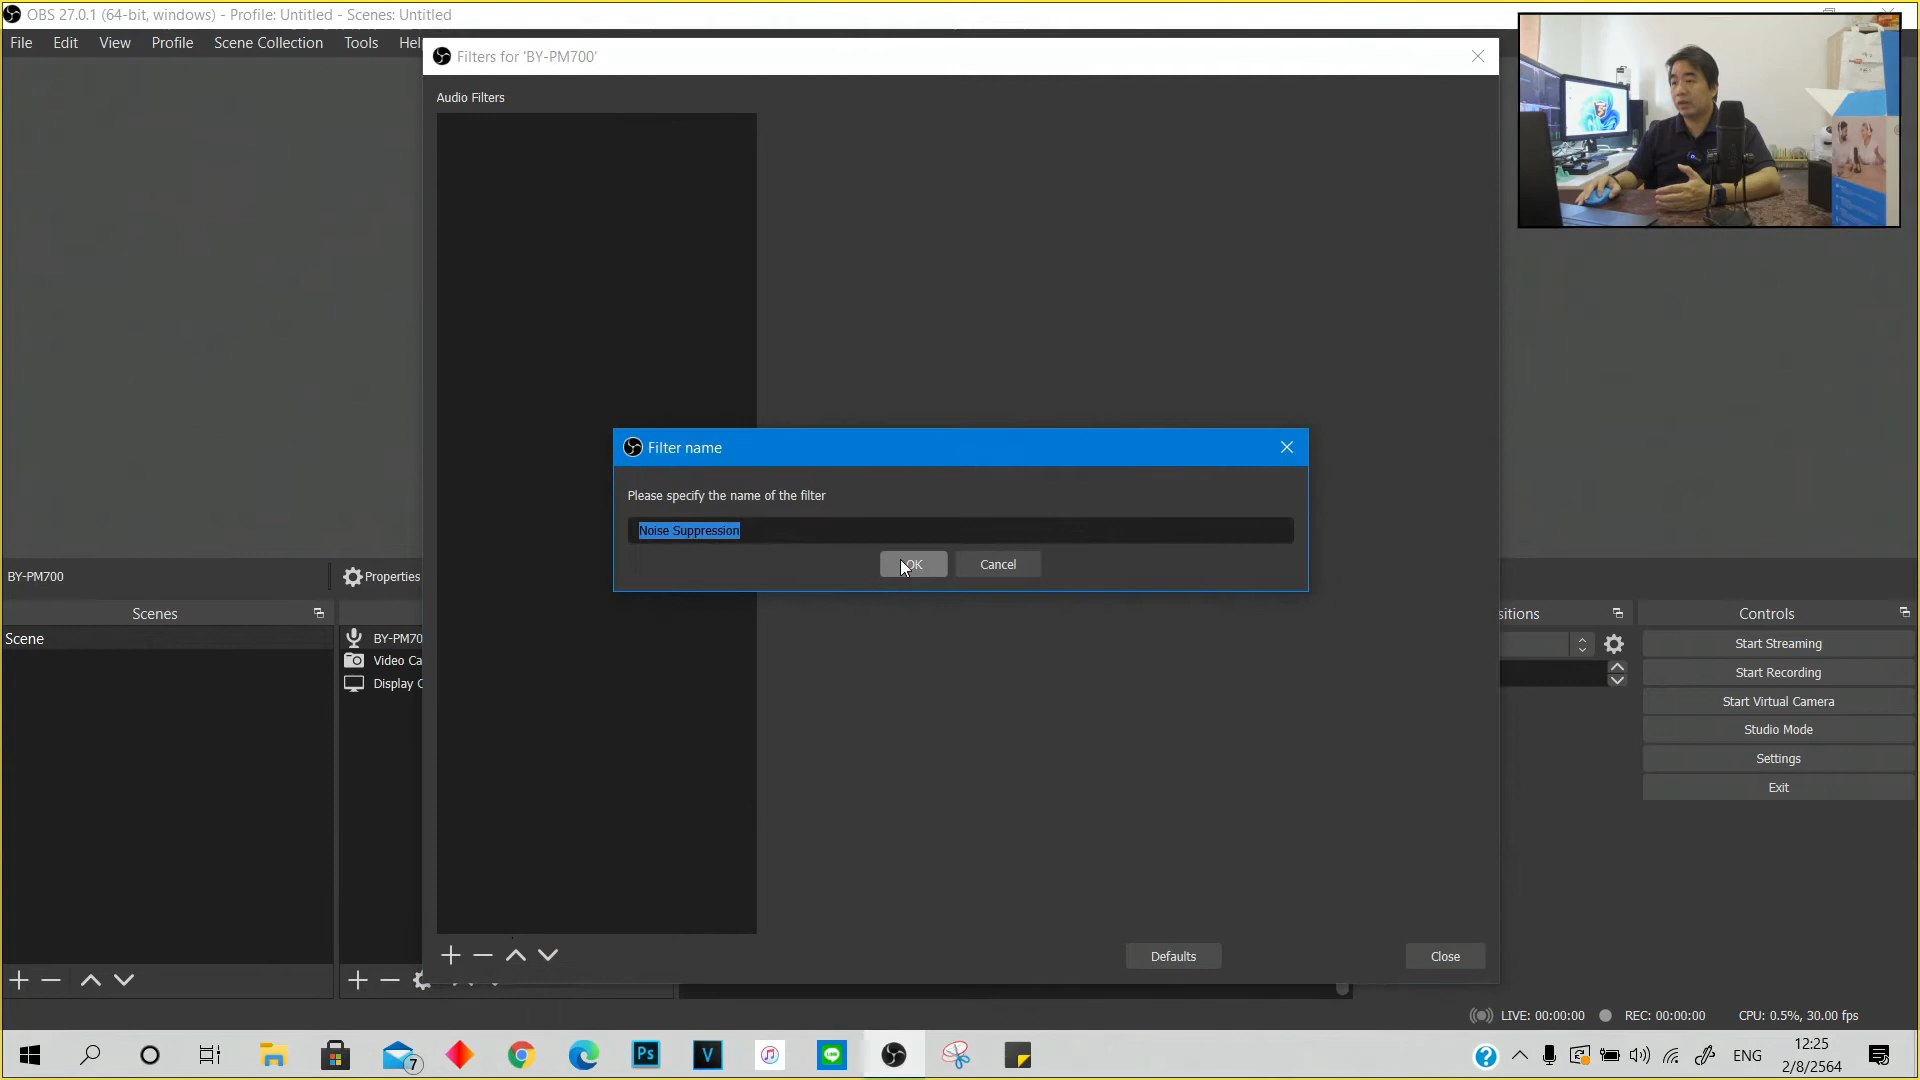 OBS 27.0.1 (64-bit, windows) - Profile: Untitled - Scenes: Untitled
File Edit View Profile Scene Collection Tools
Filters for 'BY-PM700'
Audio Filters
Filter name
Please specify the name of the filter
Noise Suppression
OK Cancel
BY-PM700 Properties
Scenes
Controls
Scene
BY-PM70
Video Ca
Display
Start Streaming
Start Recording
Start Virtual Camera
Studio Mode
Settings
Exit
Defaults Close
LIVE: 00:00:00 REC: 00:00:00 CPU: 0.5%, 30.00 fps
7
Ps
V
LINE
ENG
12:25
2/8/2564